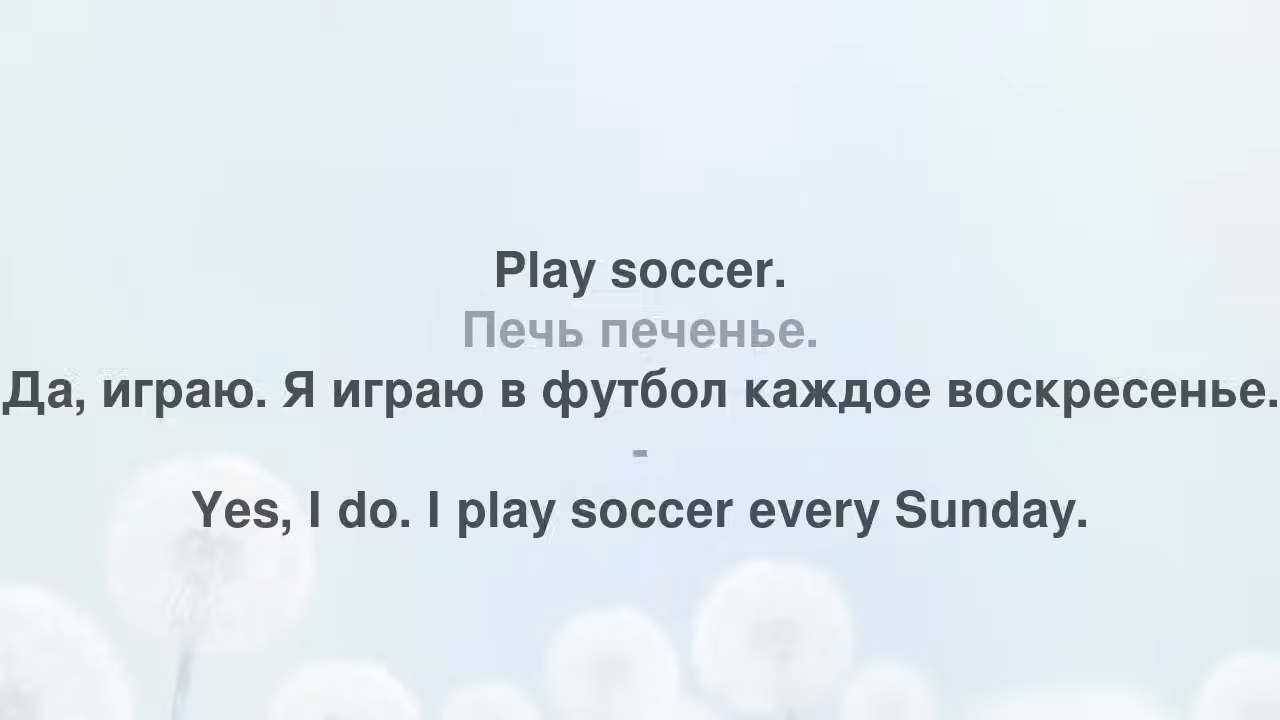 Play soccer.
Печь печенье.
Да, играю. Я играю в футбол каждое воскресенье.
-
Yes, I do. I play soccer every Sunday.